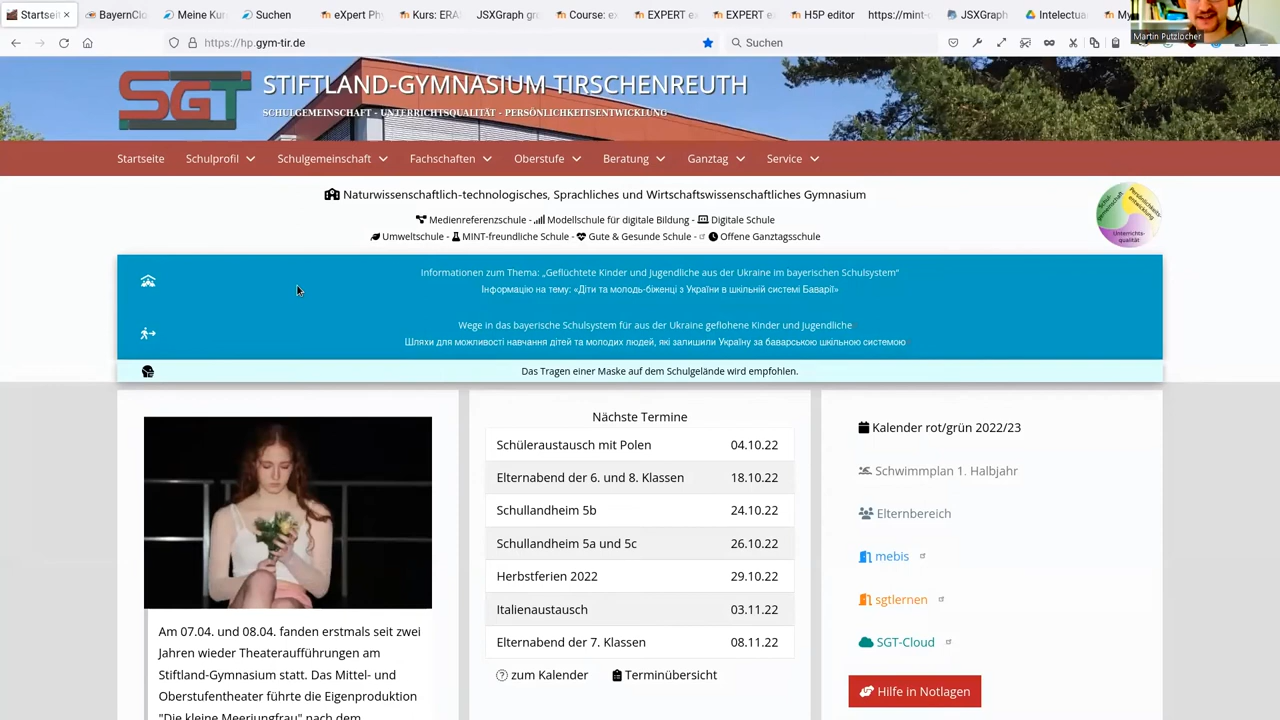 Startseit
BayernClo
Meine Kur
Suchen
eXpert Ph
Kurs: ERA
JSXGraph gr
Course: e
EXPERT e
EXPERT e
H5P editor
https://mint-
JSXGraph
Intelectua
My
https://hp.gym-tir.de
Suchen
Martin Putzlocher
SGT
STIFTLAND-GYMNASIUM TIRSCHENREUTH
SCHULGEMEINSCHAFT - UNTERRICHTSQUALITÄT - PERSÖNLICHKEITSENTWICKLUNG
Startseite
Schulprofil
Schulgemeinschaft
Fachschaften
Oberstufe
Beratung
Ganztag
Service
Naturwissenschaftlich-technologisches, Sprachliches und Wirtschaftswissenschaftliches Gymnasium
Medienreferenzschule - Modellschule für digitale Bildung - Digitale Schule
Umweltschule - MINT-freundliche Schule - Gute & Gesunde Schule - Offene Ganztagsschule
Persönlichkeits-
entwicklung
Unterrichts-
qualität
Informationen zum Thema: „Geflüchtete Kinder und Jugendliche aus der Ukraine im bayerischen Schulsystem“
Інформацію на тему: «Діти та молодь-біженці з України в шкільній системі Баварії»
Wege in das bayerische Schulsystem für aus der Ukraine geflohene Kinder und Jugendliche
Шляхи для можливості навчання дітей та молодих людей, які залишили Україну за баварською шкільною системою
Das Tragen einer Maske auf dem Schulgelände wird empfohlen.
Am 07.04. und 08.04. fanden erstmals seit zwei
Jahren wieder Theateraufführungen am
Stiftland-Gymnasium statt. Das Mittel- und
Oberstufentheater führte die Eigenproduktion
"Die kleine Meerjungfrau" nach dem
Nächste Termine
Schüleraustausch mit Polen 04.10.22
Elternabend der 6. und 8. Klassen 18.10.22
Schullandheim 5b 24.10.22
Schullandheim 5a und 5c 26.10.22
Herbstferien 2022 29.10.22
Italienaustausch 03.11.22
Elternabend der 7. Klassen 08.11.22
zum Kalender
Terminübersicht
Kalender rot/grün 2022/23
Schwimmplan 1. Halbjahr
Elternbereich
mebis
sgtlernen
SGT-Cloud
Hilfe in Notlagen